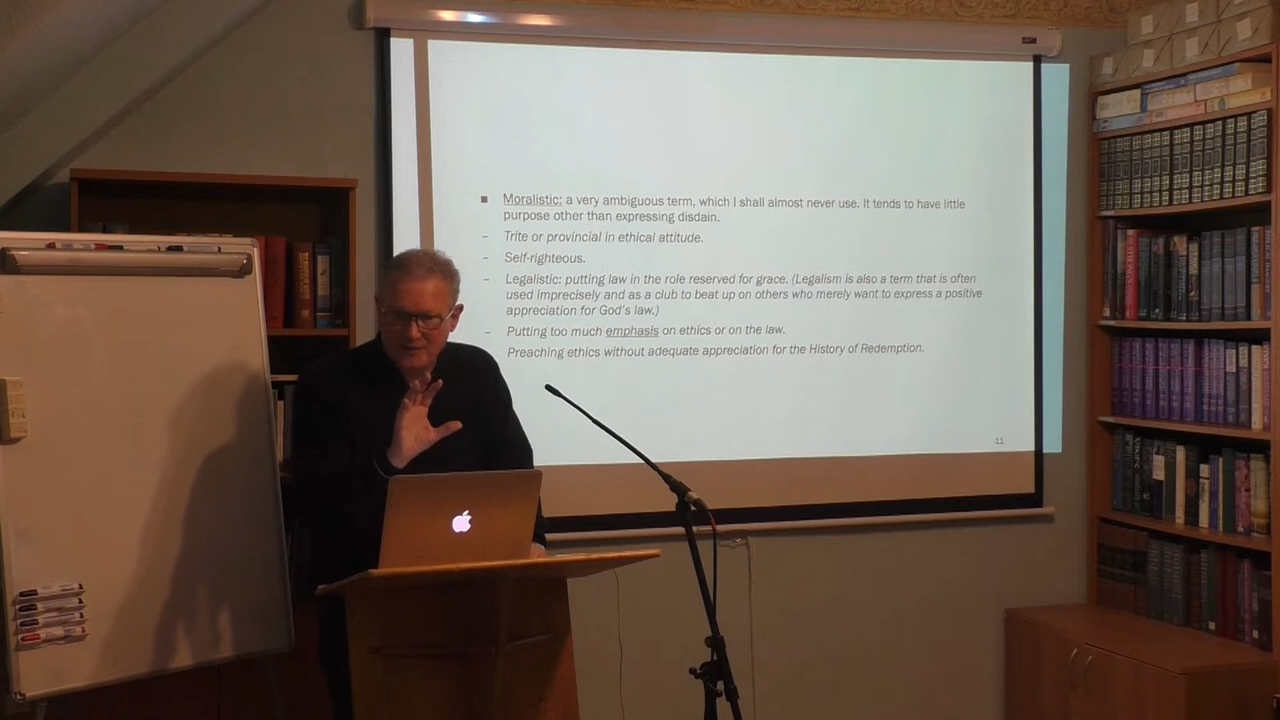 ■ Moralistic: a very ambiguous term, which I shall almost never use. It tends to have little
purpose other than expressing disdain.
– Trite or provincial in ethical attitude.
– Self-righteous.
– Legalistic: putting law in the role reserved for grace. (Legalism is also a term that is often
used imprecisely and as a club to beat up on others who merely want to express a positive
appreciation for God's law.)
– Putting too much emphasis on ethics or on the law.
Preaching ethics without adequate appreciation for the History of Redemption.
11